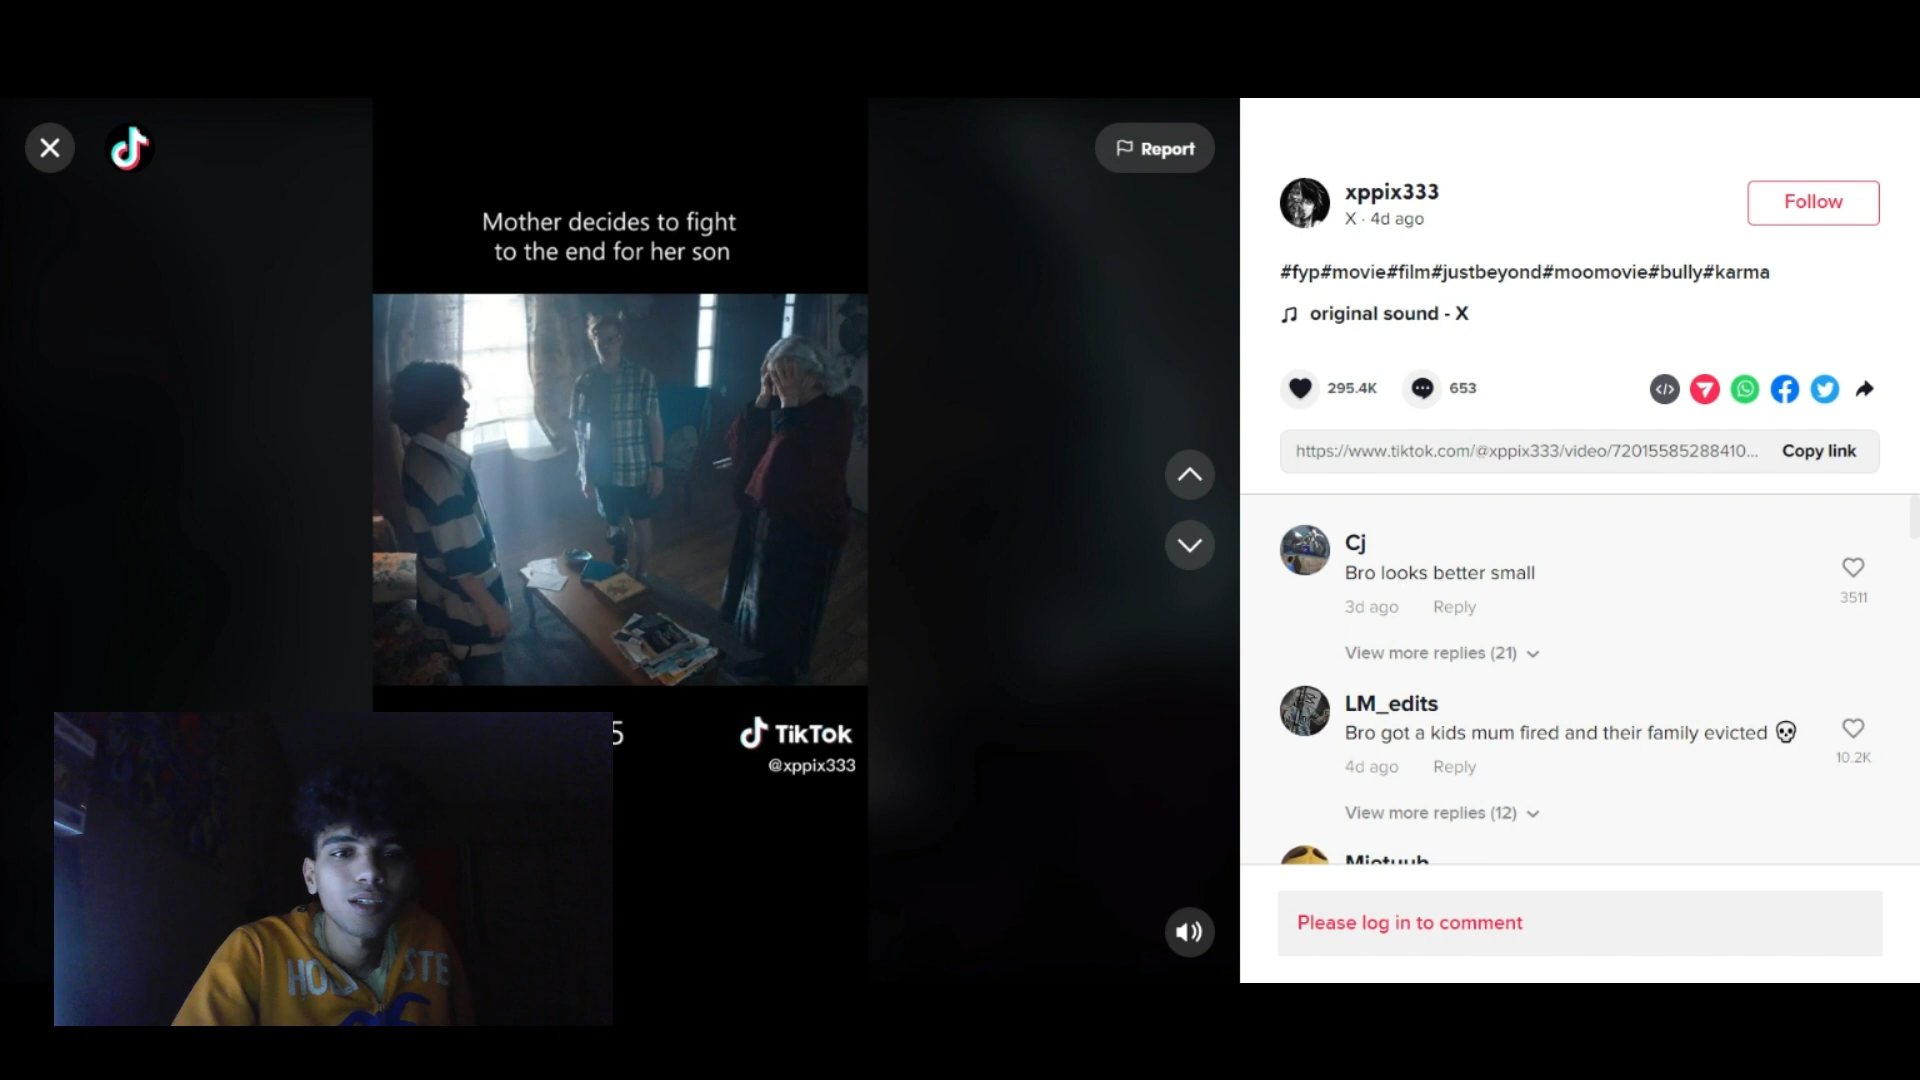 Report
Mother decides to fight
to the end for her son
5
TikTok
@xppix333
HO STE
xppix333
X · 4d ago
Follow
#fyp#movie#film#justbeyond#moomovie#bully#karma
original sound - X
295.4K
653
https://www.tiktok.com/@xppix333/video/72015585288410...
Copy link
Cj
Bro looks better small
3d ago
Reply
3511
View more replies (21)
LM_edits
Bro got a kids mum fired and their family evicted 💀
4d ago
Reply
10.2K
View more replies (12)
Please log in to comment